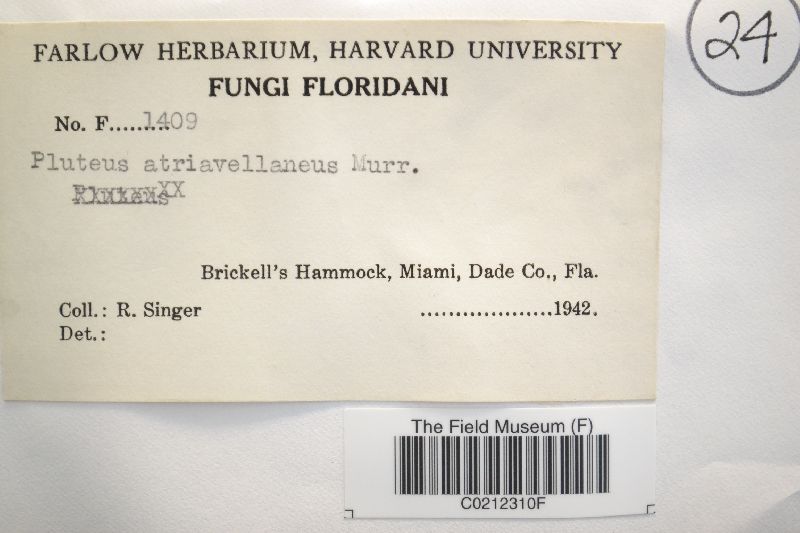 24
FARLOW HERBARIUM, HARVARD UNIVERSITY
FUNGI FLORIDANI
No. F.........1409
Pluteus atriavellaneus Murr.
Brickell's Hammock, Miami, Dade Co., Fla.
Coll.: R. Singer ...................1942.
Det.:
The Field Museum (F)
C0212310F